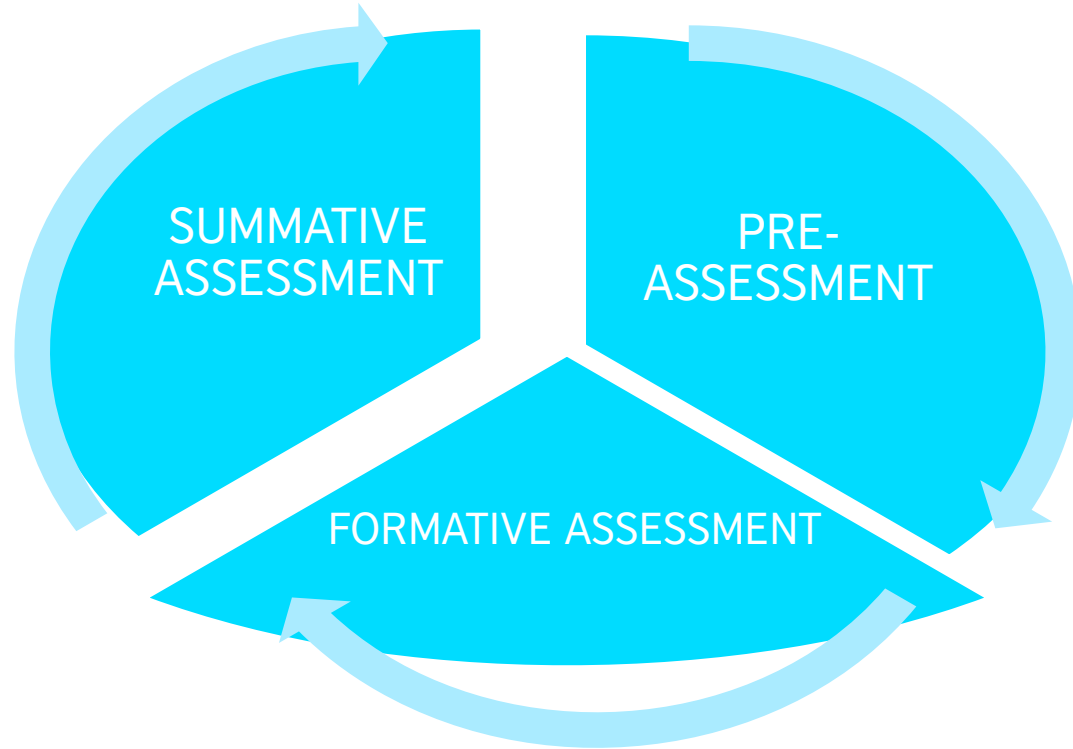 SUMMATIVE
ASSESSMENT
PRE-
ASSESSMENT
FORMATIVE ASSESSMENT